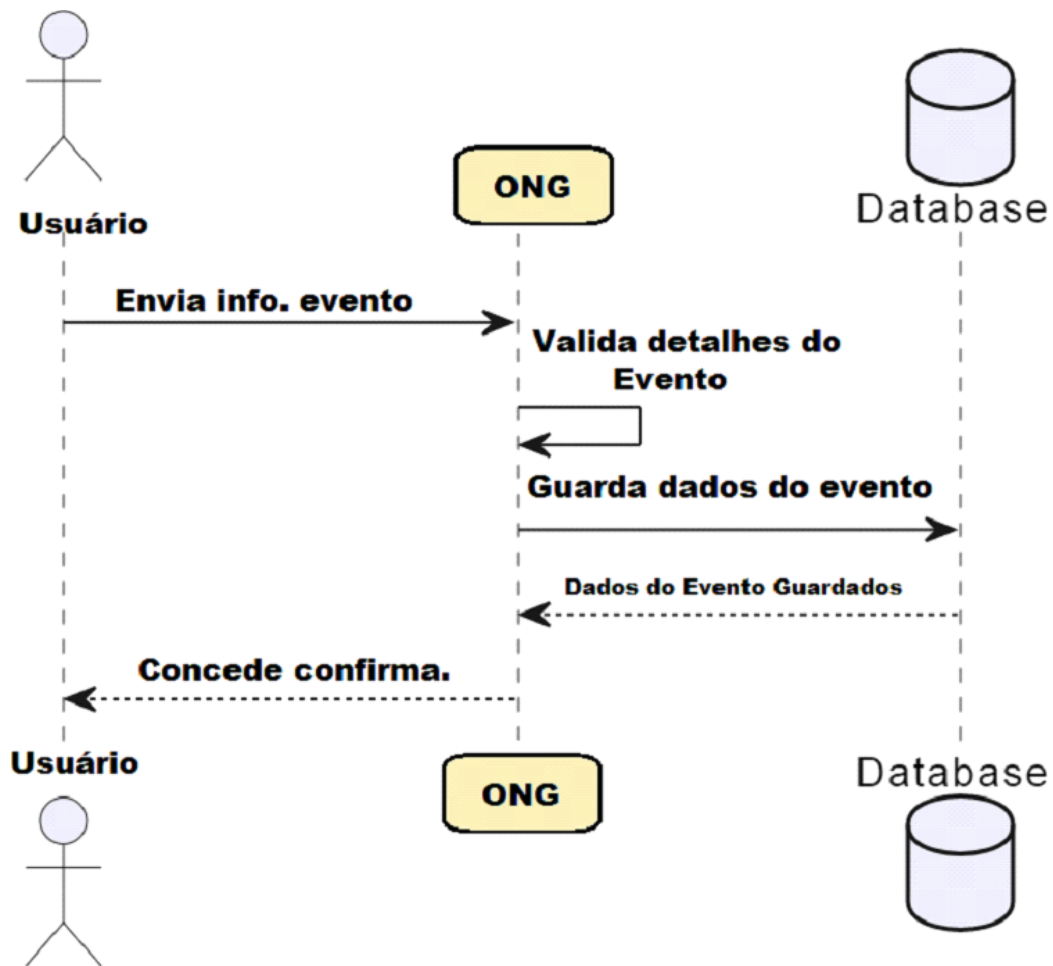 Usuário
ONG
Database
Envia info. evento
Valida detalhes do
Evento
Guarda dados do evento
Dados do Evento Guardados
Concede confirma.
Usuário
ONG
Database